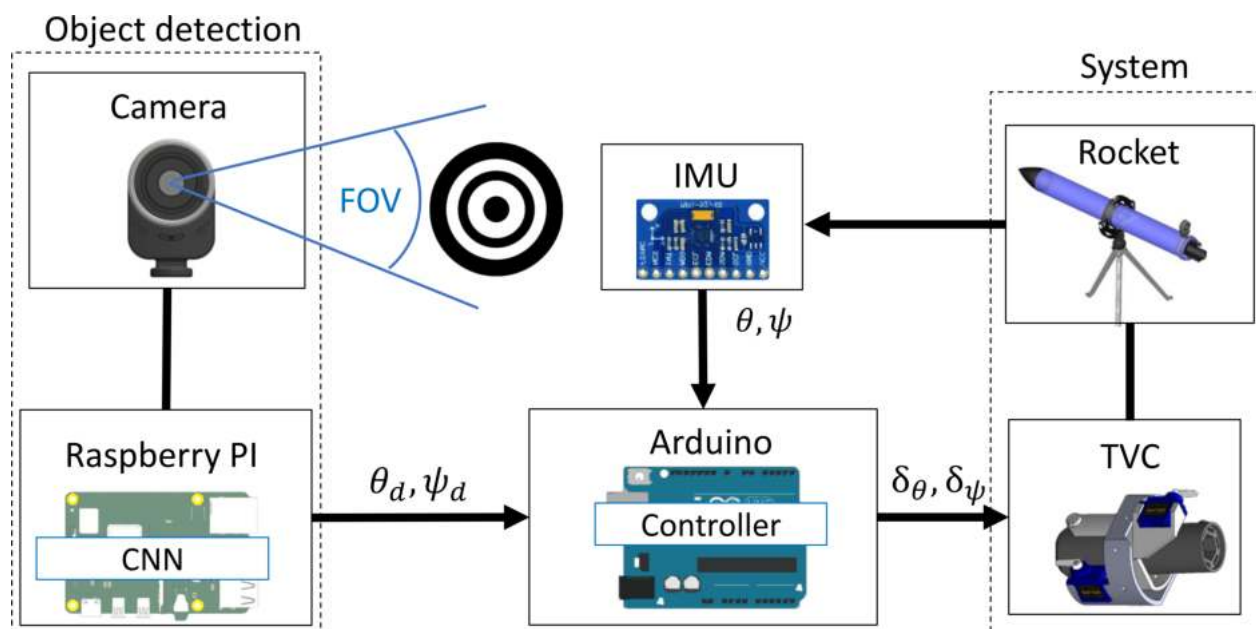 Object detection
Camera
FOV
IMU
System
Rocket
θ, ψ
Raspberry PI
CNN
θ_d, ψ_d
Arduino
Controller
δ_θ, δ_ψ
TVC